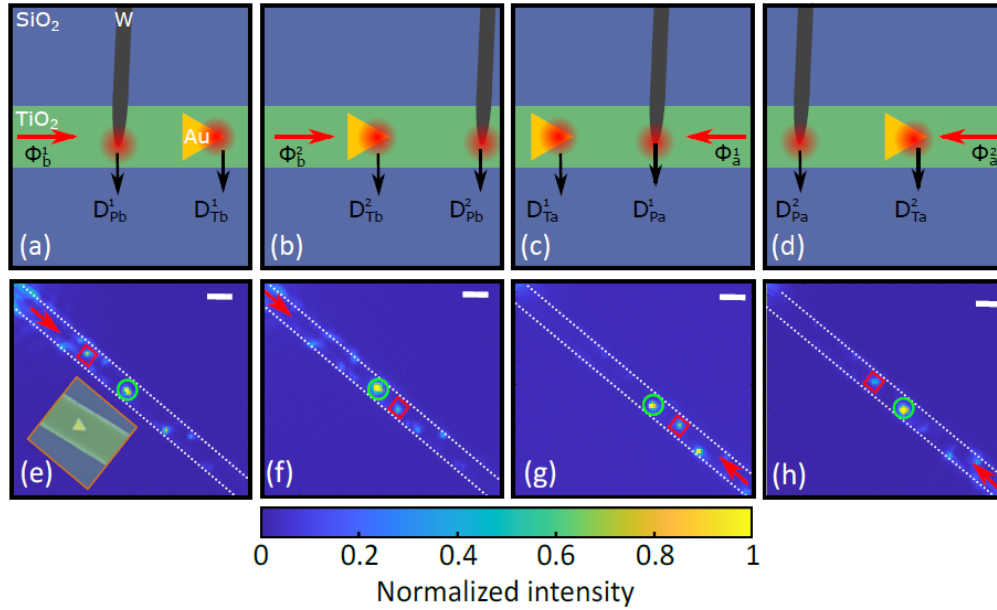 SiO₂ W
TiO₂
Au
Φ¹b
D¹Pb D¹Tb
(a)
Φ²b
D²Tb D²Pb
(b)
Φ¹a
D¹Ta D¹Pa
(c)
Φ²a
D²Pa D²Ta
(d)
(e)
(f)
(g)
(h)
0 0.2 0.4 0.6 0.8 1
Normalized intensity